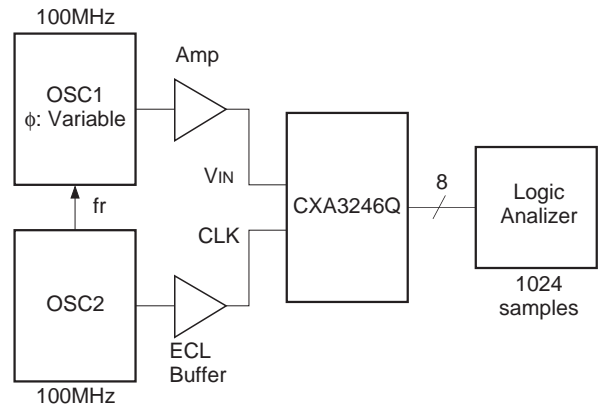 100MHz
OSC1
ϕ: Variable
Amp
fr
OSC2
100MHz
ECL
Buffer
VIN
CLK
CXA3246Q
8
Logic
Analizer
1024
samples